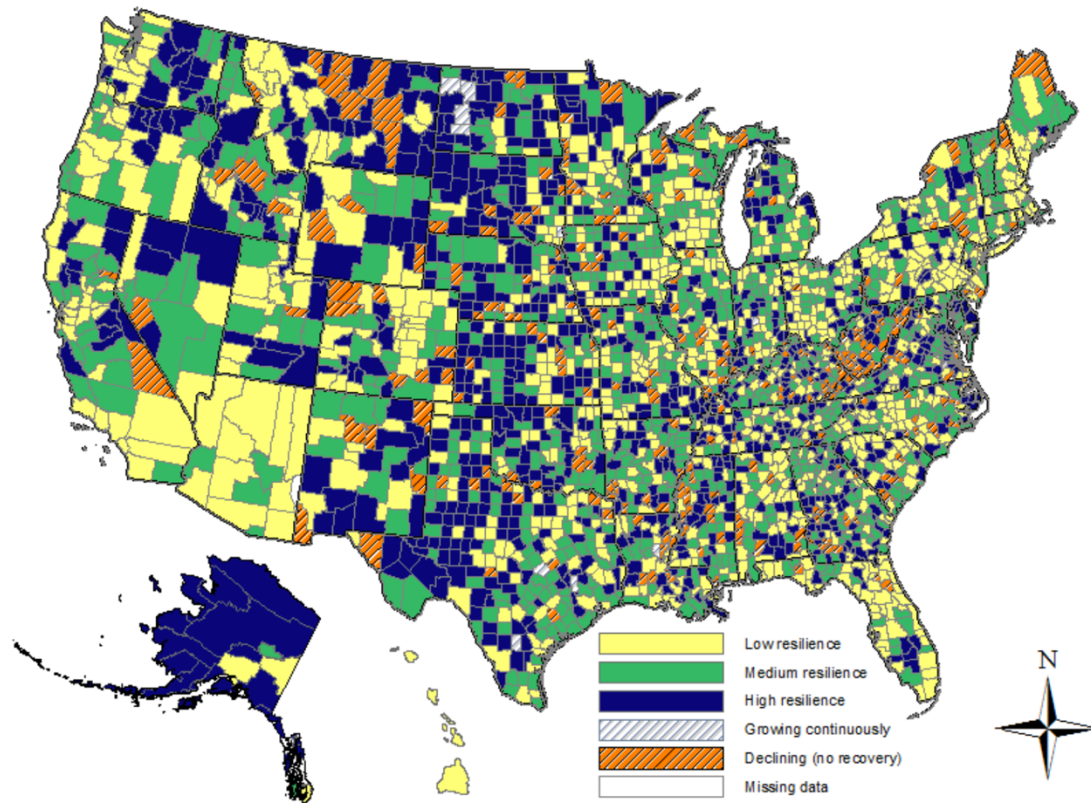 Low resilience
Medium resilience
High resilience
Growing continuously
Declining (no recovery)
Missing data
N